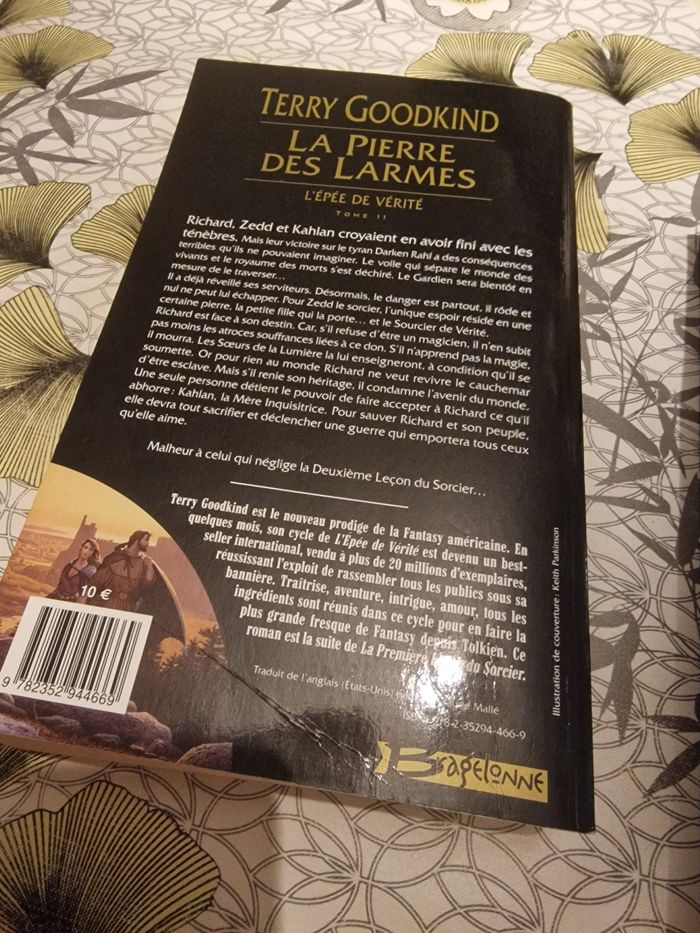 TERRY GOODKIND
LA PIERRE
DES LARMES
L'ÉPÉE DE VÉRITÉ
TOME II
Richard, Zedd et Kahlan croyaient en avoir fini avec les
ténèbres. Mais leur victoire sur le tyran Darken Rahl a des conséquences
terribles qu'ils ne pouvaient imaginer. Le voile qui sépare le monde des
vivants et le royaume des morts s'est déchiré. Le Gardien sera bientôt en
mesure de le traverser...
Il a déjà réveillé ses serviteurs. Désormais, le danger est partout, il rôde et
nul ne peut lui échapper. Pour Zedd le sorcier, l'unique espoir réside en une
certaine pierre, la petite fille qui la porte... et le Sourcier de Vérité.
Richard est face à son destin. Car, s'il refuse d'être un magicien, il n'en subit
pas moins les atroces souffrances liées à ce don. S'il n'apprend pas la magie,
il mourra. Les Sœurs de la Lumière la lui enseigneront, à condition qu'il se
soumette. Or pour rien au monde Richard ne veut revivre le cauchemar
d'être esclave. Mais s'il renie son héritage, il condamne l'avenir du monde.
Une seule personne détient le pouvoir de faire accepter à Richard ce qu'il
abhorre : Kahlan, la Mère Inquisitrice. Pour sauver Richard et son peuple,
elle devra tout sacrifier et déclencher une guerre qui emportera tous ceux
qu'elle aime.
Malheur à celui qui néglige la Deuxième Leçon du Sorcier...
Terry Goodkind est le nouveau prodige de la Fantasy américaine. En
quelques mois, son cycle de L'Épée de Vérité est devenu un best-
seller international, vendu à plus de 20 millions d'exemplaires,
réussissant l'exploit de rassembler tous les publics sous sa
bannière. Traîtrise, aventure, intrigue, amour, tous les
ingrédients sont réunis dans ce cycle pour en faire la
plus grande fresque de Fantasy depuis Tolkien. Ce
roman est la suite de La Première du Sorcier.
Traduit de l'anglais (États-Unis) Mallé
978-2-35294-466-9
Illustration de couverture : Keith Parkinson
10 €
9 782352 944669
BRAGELONNE